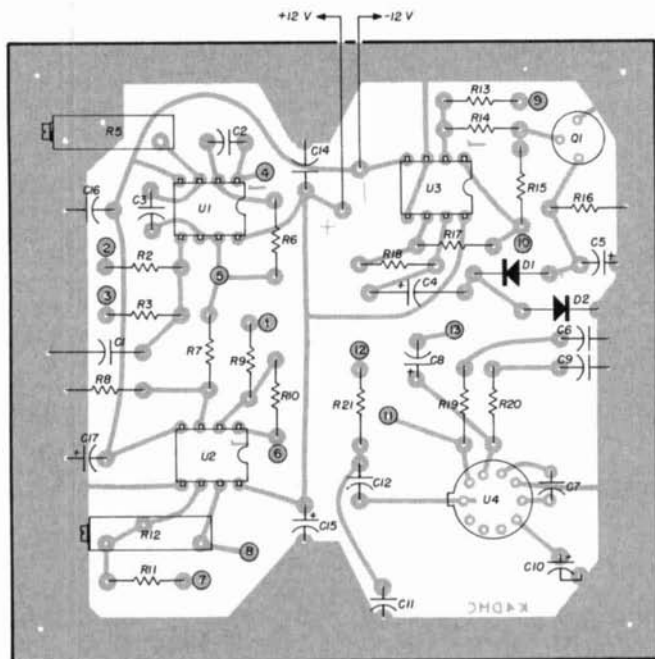 +12 V
-12 V
R13
9
R14
Q1
R5
C2
C14
4
U3
C16
C3
U1
R15
R16
R6
2
R2
5
R18
R17
10
C5
+
D1
C4
+
3
R3
D2
1
13
C1
R7
R9
12
C8
+
C6
C9
R8
R10
R21
R19
R20
11
C17
+
U2
6
C12
U4
C7
C15
+
R12
8
C10
+
R11
7
C11
K4DHC